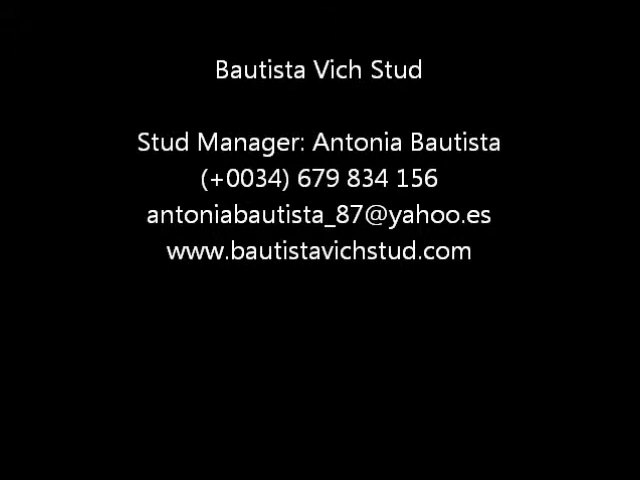 Bautista Vich Stud
Stud Manager: Antonia Bautista
(+0034) 679 834 156
antoniabautista_87@yahoo.es
www.bautistavichstud.com